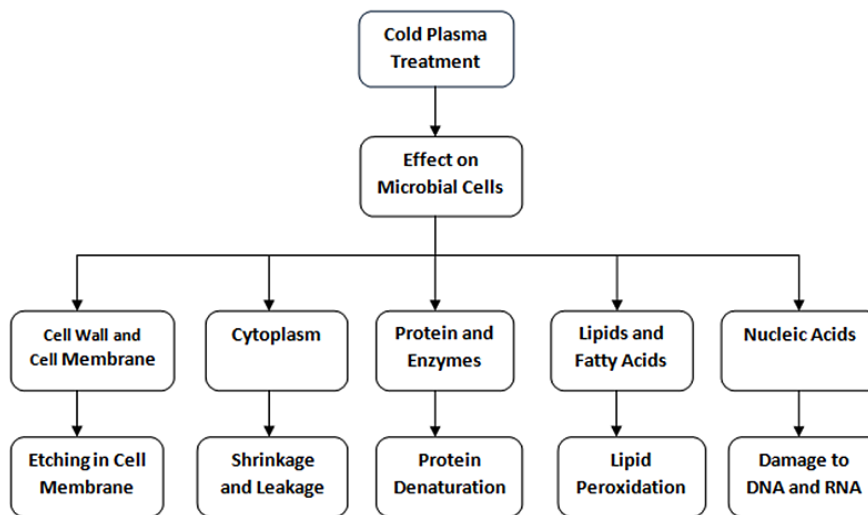 Cold Plasma
Treatment
Effect on
Microbial Cells
Cell Wall and
Cell Membrane
Cytoplasm
Protein and
Enzymes
Lipids and
Fatty Acids
Nucleic Acids
Etching in Cell
Membrane
Shrinkage
and Leakage
Protein
Denaturation
Lipid
Peroxidation
Damage to
DNA and RNA